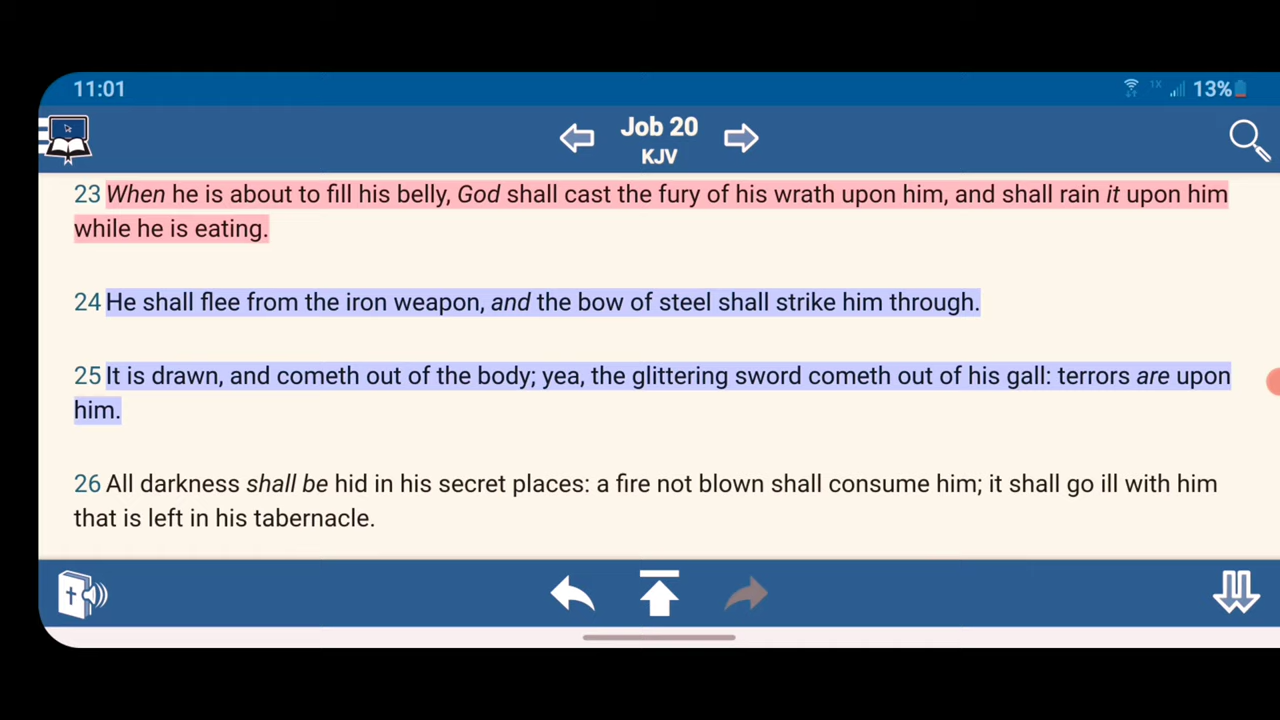 11:01
1X 13%
Job 20
KJV
23 When he is about to fill his belly, God shall cast the fury of his wrath upon him, and shall rain it upon him
while he is eating.
24 He shall flee from the iron weapon, and the bow of steel shall strike him through.
25 It is drawn, and cometh out of the body; yea, the glittering sword cometh out of his gall: terrors are upon
him.
26 All darkness shall be hid in his secret places: a fire not blown shall consume him; it shall go ill with him
that is left in his tabernacle.